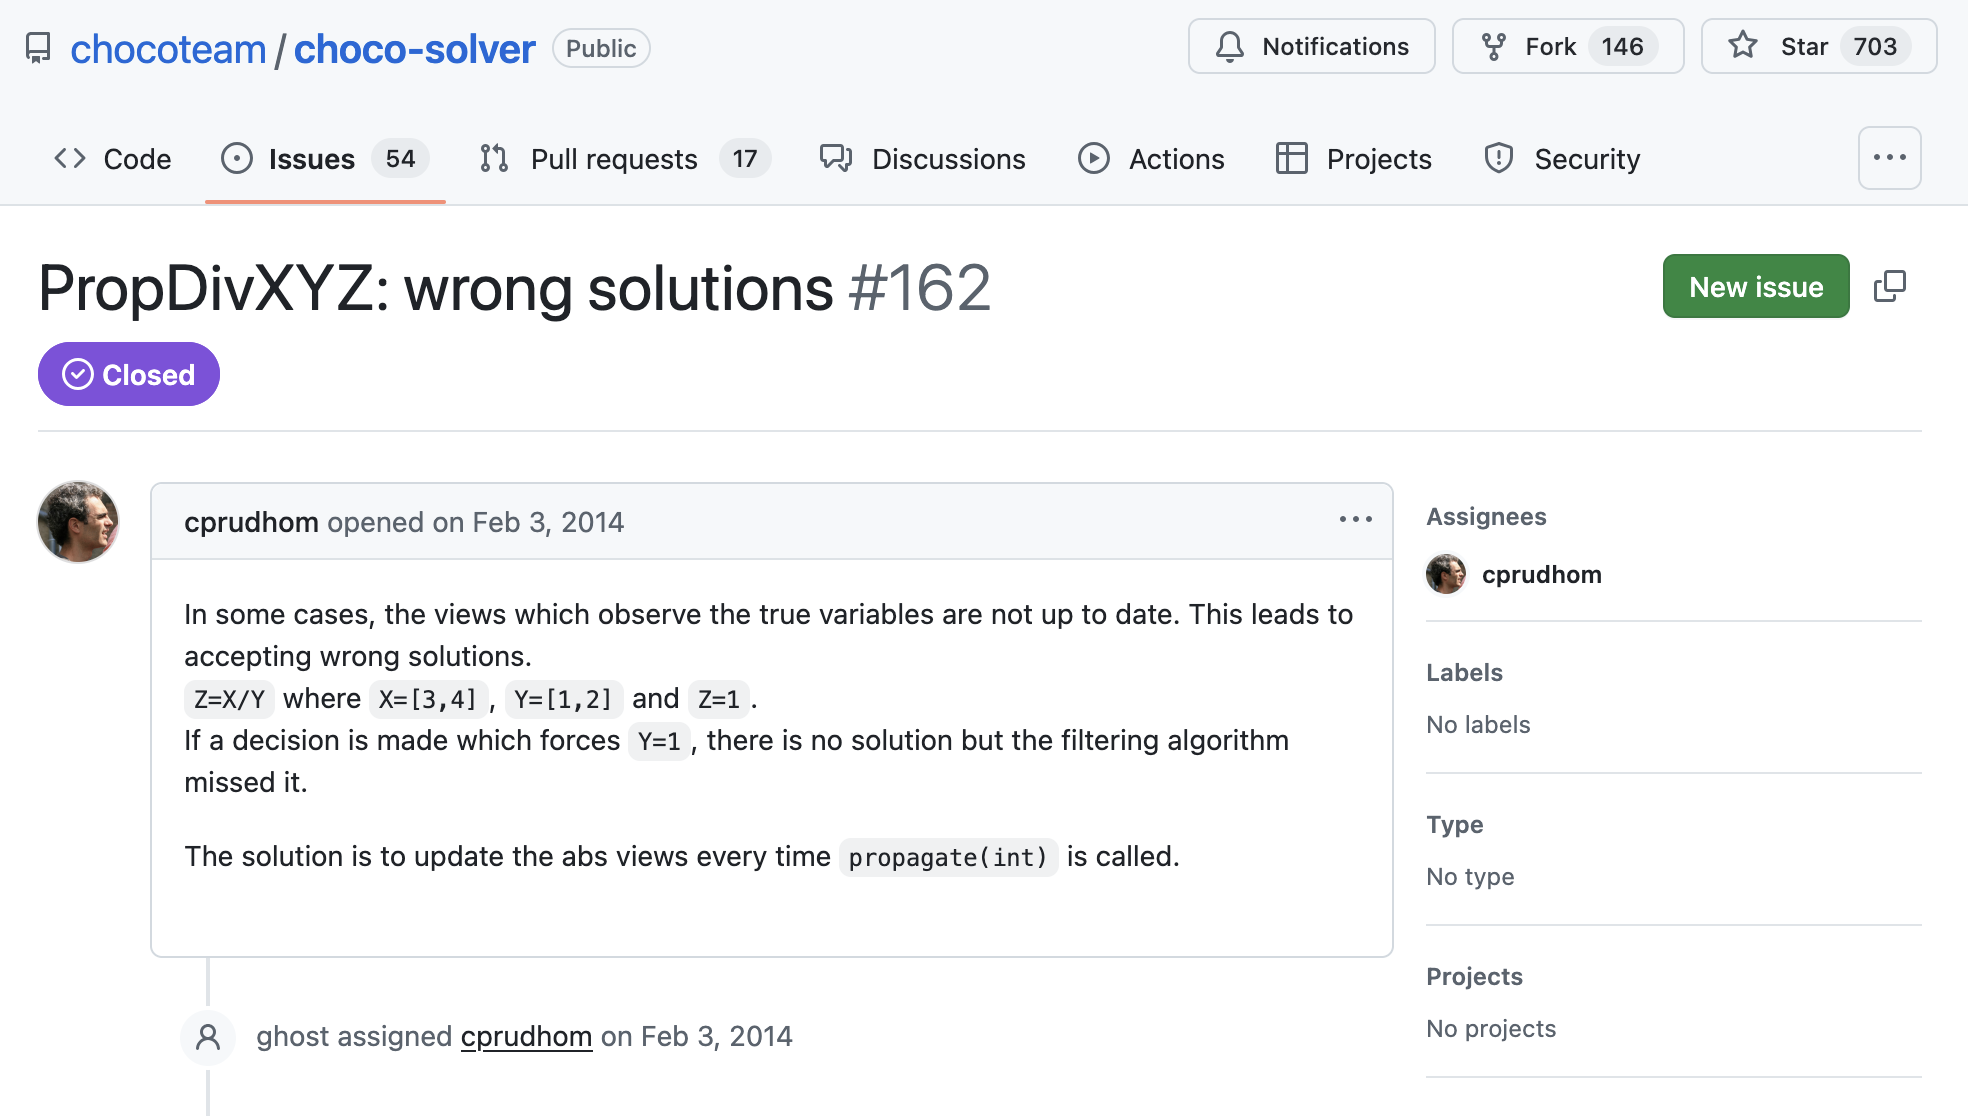 chocoteam / choco-solver Public
Notifications Fork 146 Star 703
Code Issues 54 Pull requests 17 Discussions Actions Projects Security
PropDivXYZ: wrong solutions #162
New issue
Closed
cprudhom opened on Feb 3, 2014
In some cases, the views which observe the true variables are not up to date. This leads to
accepting wrong solutions.
Z=X/Y where X=[3,4], Y=[1,2] and Z=1.
If a decision is made which forces Y=1, there is no solution but the filtering algorithm
missed it.
The solution is to update the abs views every time propagate(int) is called.
ghost assigned cprudhom on Feb 3, 2014
Assignees
cprudhom
Labels
No labels
Type
No type
Projects
No projects